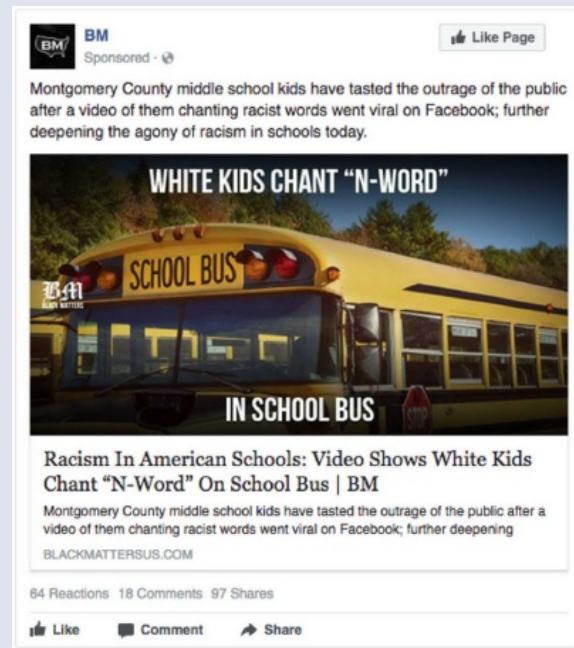 BM
BM
Sponsored ·
Like Page
Montgomery County middle school kids have tasted the outrage of the public
after a video of them chanting racist words went viral on Facebook; further
deepening the agony of racism in schools today.
WHITE KIDS CHANT “N-WORD”
SCHOOL BUS
BM
BLACK MATTERS
IN SCHOOL BUS
STOP
Racism In American Schools: Video Shows White Kids
Chant “N-Word” On School Bus | BM
Montgomery County middle school kids have tasted the outrage of the public after a
video of them chanting racist words went viral on Facebook; further deepening
BLACKMATTERSUS.COM
64 Reactions 18 Comments 97 Shares
Like Comment Share